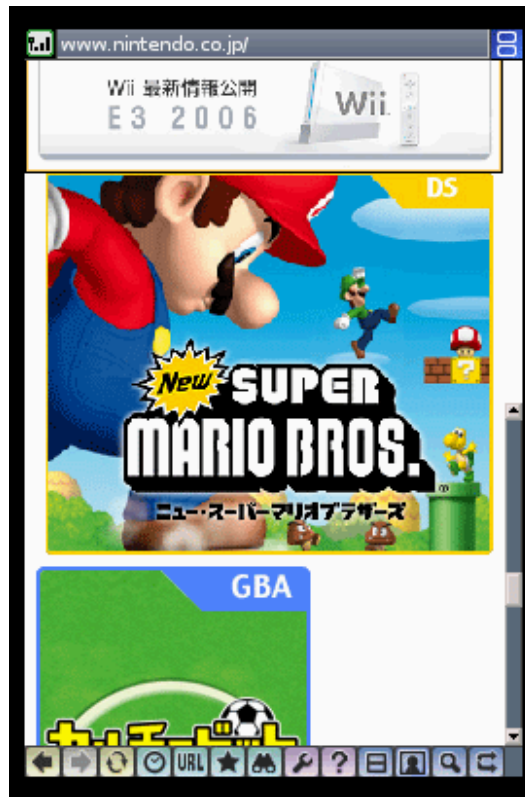 www.nintendo.co.jp/
Wii 最新情報公開
E3 2006
Wii
DS
New SUPER
MARIO BROS.
ニュー・スーパーマリオブラザーズ
GBA
URL